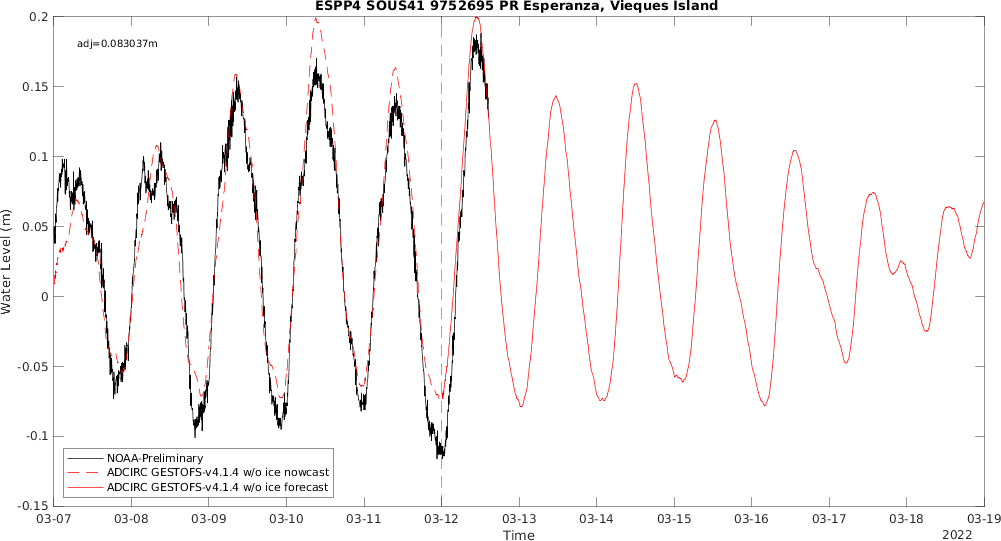 ESPP4 SOUS41 9752695 PR Esperanza, Vieques Island
adj=0.083037m
0.2
0.15
0.1
0.05
0
-0.05
-0.1
-0.15
Water Level (m)
NOAA-Preliminary
ADCIRC GESTOFS-v4.1.4 w/o ice nowcast
ADCIRC GESTOFS-v4.1.4 w/o ice forecast
03-07 03-08 03-09 03-10 03-11 03-12 03-13 03-14 03-15 03-16 03-17 03-18 03-19
Time
2022